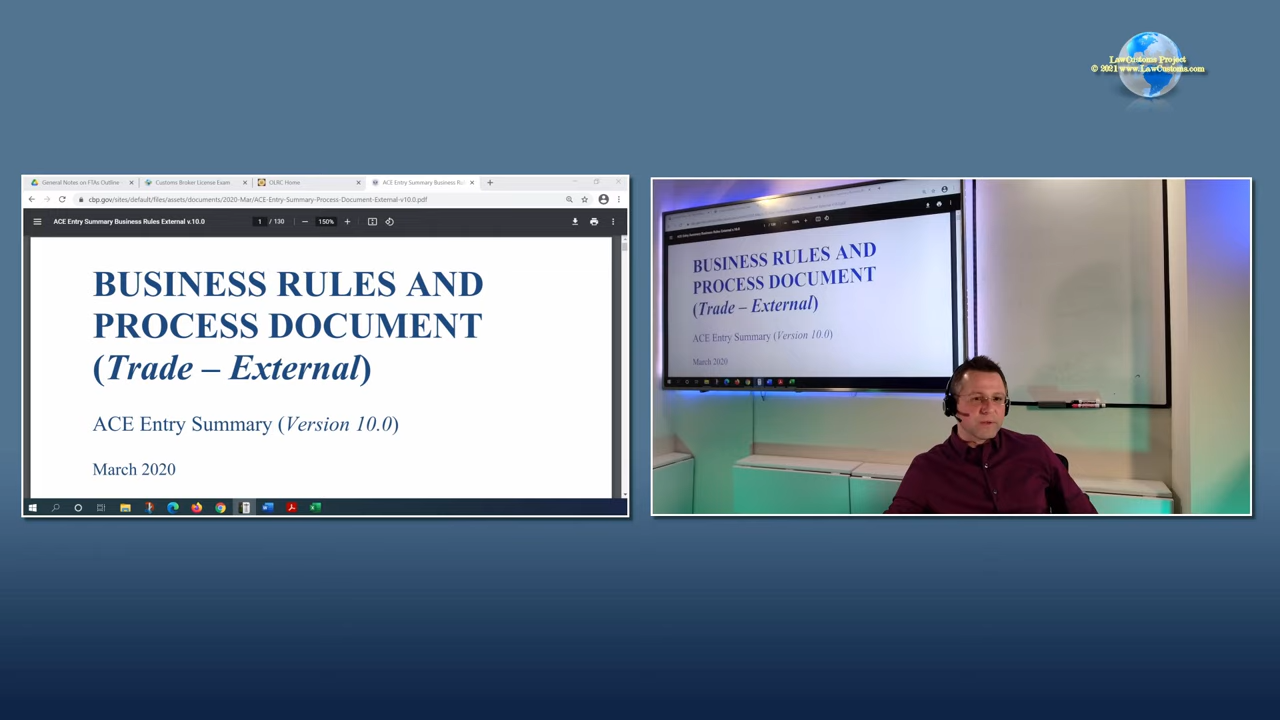 LawCustoms Project
© 2021 www.LawCustoms.com
General Notes on FTAs Outline
Customs Broker License Exam
OLRC Home
ACE Entry Summary Business Ru
cbp.gov/sites/default/files/assets/documents/2020-Mar/ACE-Entry-Summary-Process-Document-External-v10.0.pdf
ACE Entry Summary Business Rules External v.10.0
1 / 130
150%
BUSINESS RULES AND
PROCESS DOCUMENT
(Trade – External)
ACE Entry Summary (Version 10.0)
March 2020
BUSINESS RULES AND
PROCESS DOCUMENT
(Trade – External)
ACE Entry Summary (Version 10.0)
March 2020